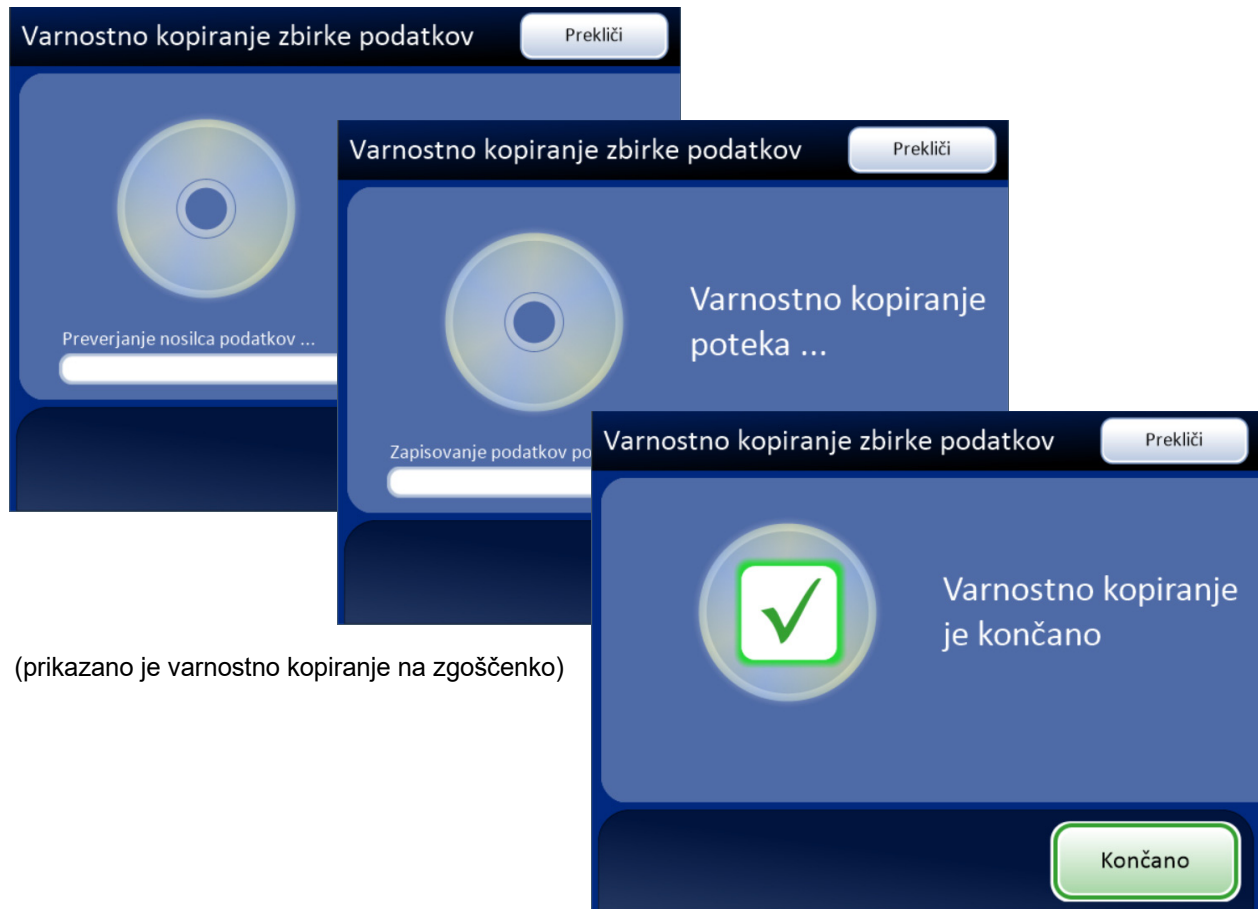 Varnostno kopiranje zbirke podatkov
Prekliči
Preverjanje nosilca podatkov ...
Varnostno kopiranje zbirke podatkov
Prekliči
Varnostno kopiranje
poteka ...
Zapisovanje podatkov
Varnostno kopiranje zbirke podatkov
Prekliči
Varnostno kopiranje
je končano
Končano
(prikazano je varnostno kopiranje na zgoščenko)